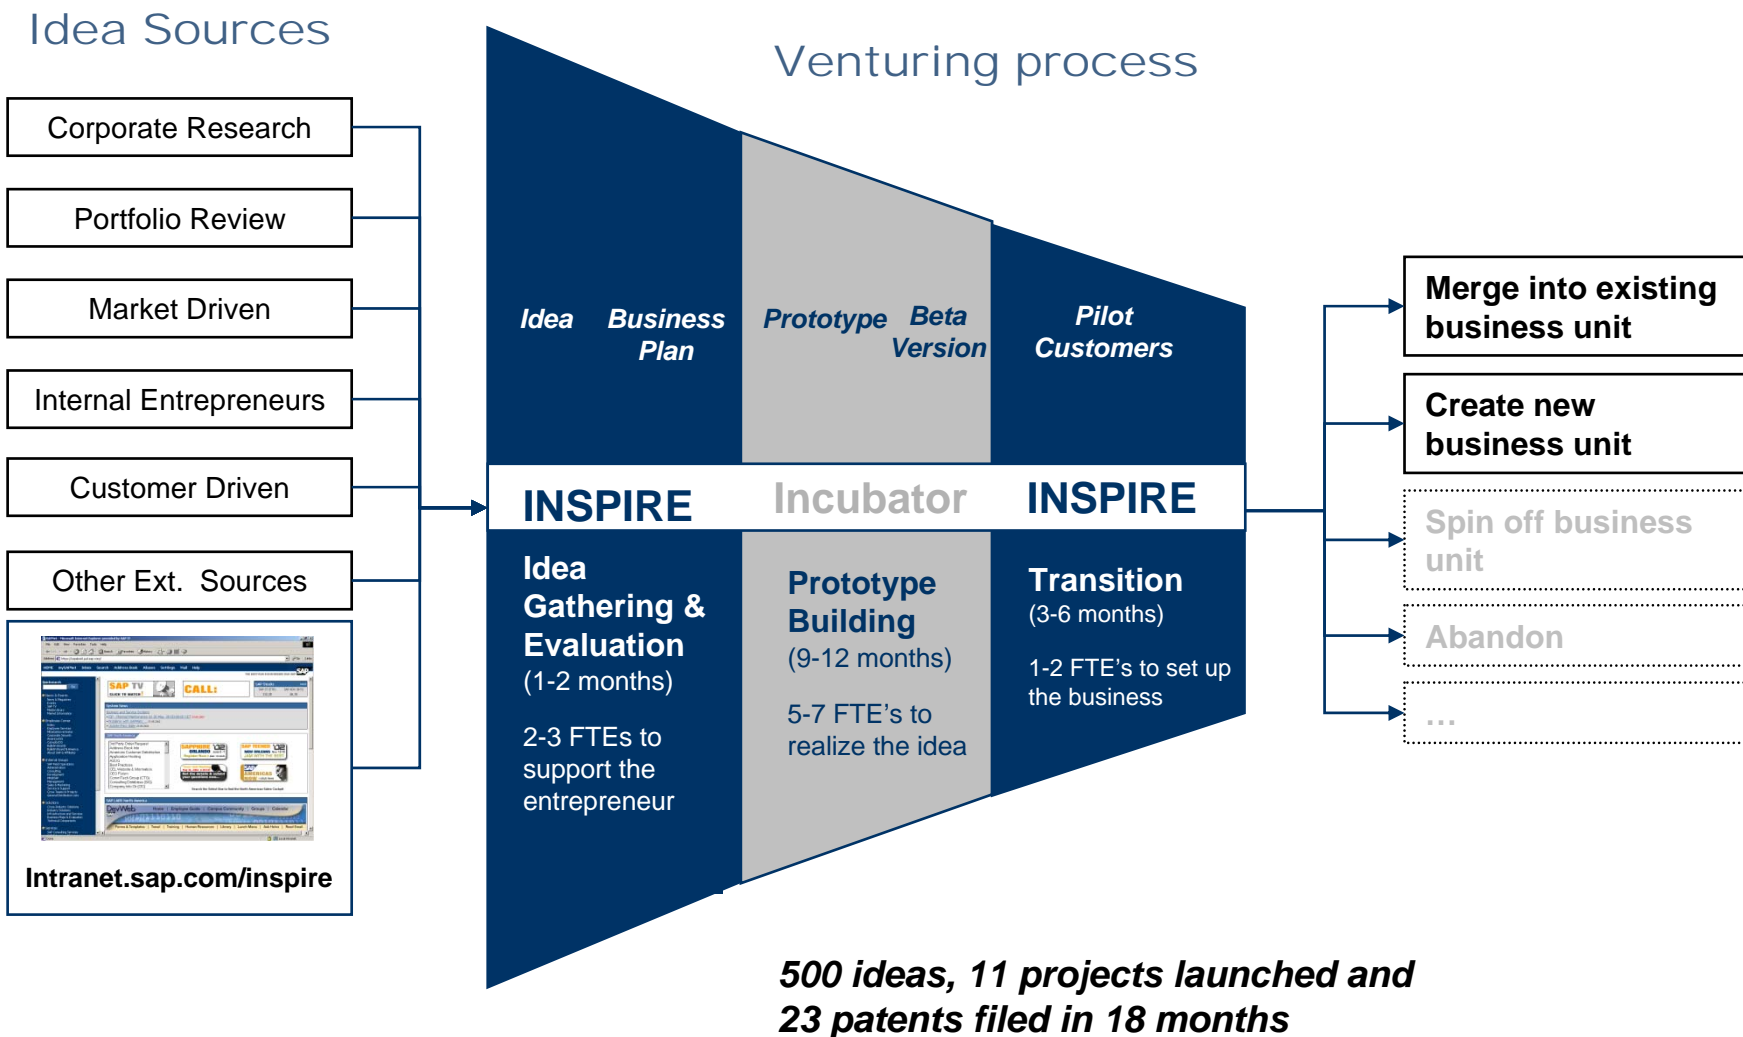 Idea Sources
Venturing process
Corporate Research
Portfolio Review
Market Driven
Internal Entrepreneurs
Customer Driven
Other Ext.  Sources
SAP TV
CALL:
DevWeb
Intranet.sap.com/inspire
Idea
Business
Plan
Prototype
Beta
Version
Pilot
Customers
INSPIRE
Incubator
INSPIRE
Idea
Gathering &
Evaluation
(1-2 months)
2-3 FTEs to
support the
entrepreneur
Prototype
Building
(9-12 months)
5-7 FTE's to
realize the idea
Transition
(3-6 months)
1-2 FTE's to set up
the business
Merge into existing
business unit
Create new
business unit
Spin off business
unit
Abandon
...
500 ideas, 11 projects launched and
23 patents filed in 18 months